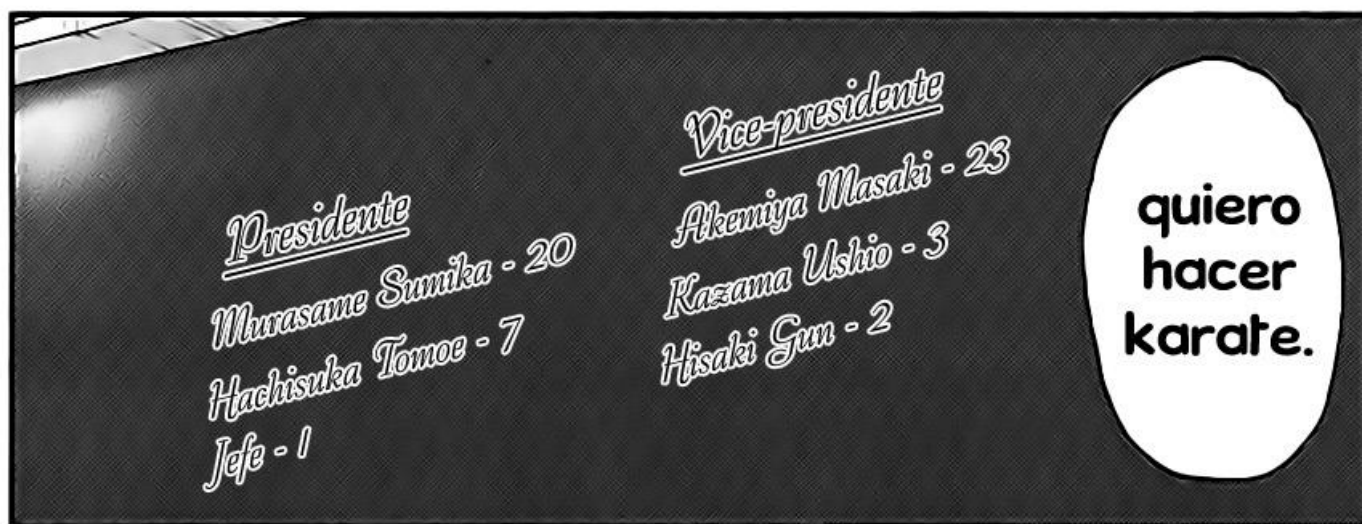 Presidente
Murasame Sumika - 20
Hachisuka Tomoe - 7
Jefe - 1
Vice-presidente
Akemiya Masaki - 23
Kazama Ushio - 3
Hisaki Gun - 2
quiero
hacer
karate.